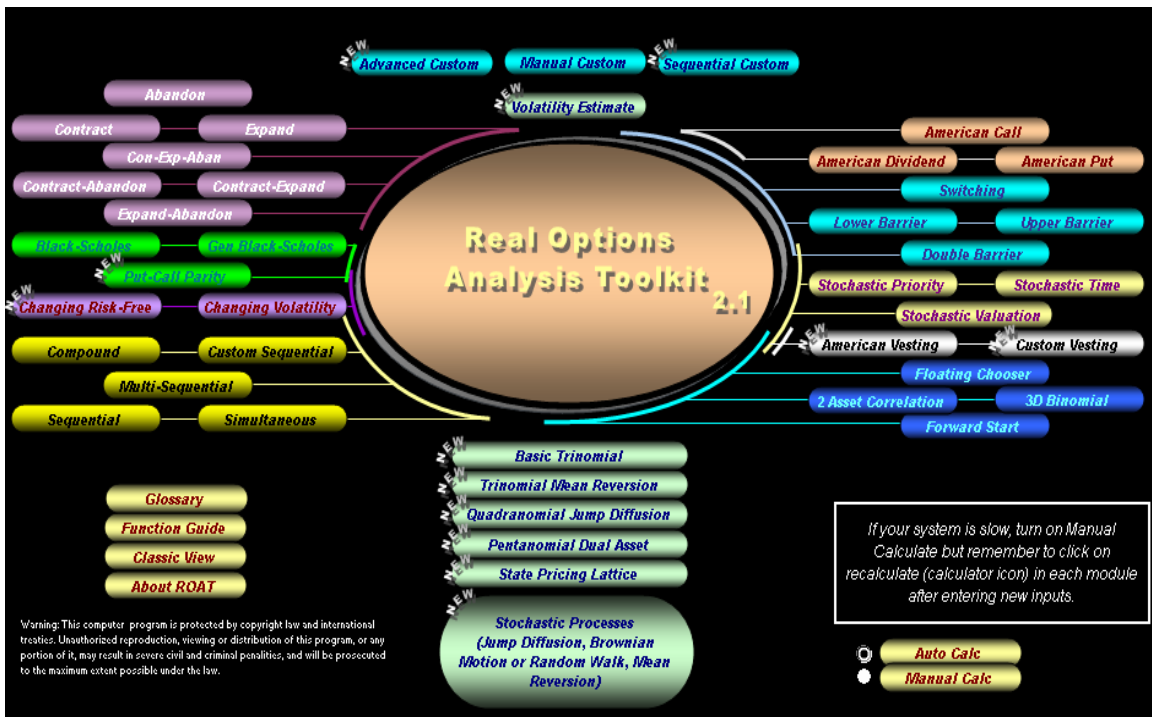 NEW
Advanced Custom
Manual Custom
NEW
Sequential Custom
NEW
Volatility Estimate
Abandon
Contract
Expand
Con-Exp-Aban
Contract-Abandon
Contract-Expand
Expand-Abandon
Black-Scholes
Gen Black-Scholes
NEW
Put-Call Parity
NEW
Changing Risk-Free
Changing Volatility
Compound
Custom Sequential
Multi-Sequential
Sequential
Simultaneous
Real Options
Analysis Toolkit
2.1
American Call
American Dividend
American Put
Switching
Lower Barrier
Upper Barrier
Double Barrier
Stochastic Priority
Stochastic Time
Stochastic Valuation
NEW
American Vesting
NEW
Custom Vesting
Floating Chooser
2 Asset Correlation
3D Binomial
Forward Start
NEW
Basic Trinomial
NEW
Trinomial Mean Reversion
NEW
Quadranomial Jump Diffusion
NEW
Pentanomial Dual Asset
NEW
State Pricing Lattice
NEW
Stochastic Processes
(Jump Diffusion, Brownian
Motion or Random Walk, Mean
Reversion)
Glossary
Function Guide
Classic View
About ROAT
Warning: This computer program is protected by copyright law and international
treaties. Unauthorized reproduction, viewing or distribution of this program, or any
portion of it, may result in severe civil and criminal penalities, and will be prosecuted
to the maximum extent possible under the law.
If your system is slow, turn on Manual
Calculate but remember to click on
recalculate (calculator icon) in each module
after entering new inputs.
Auto Calc
Manual Calc